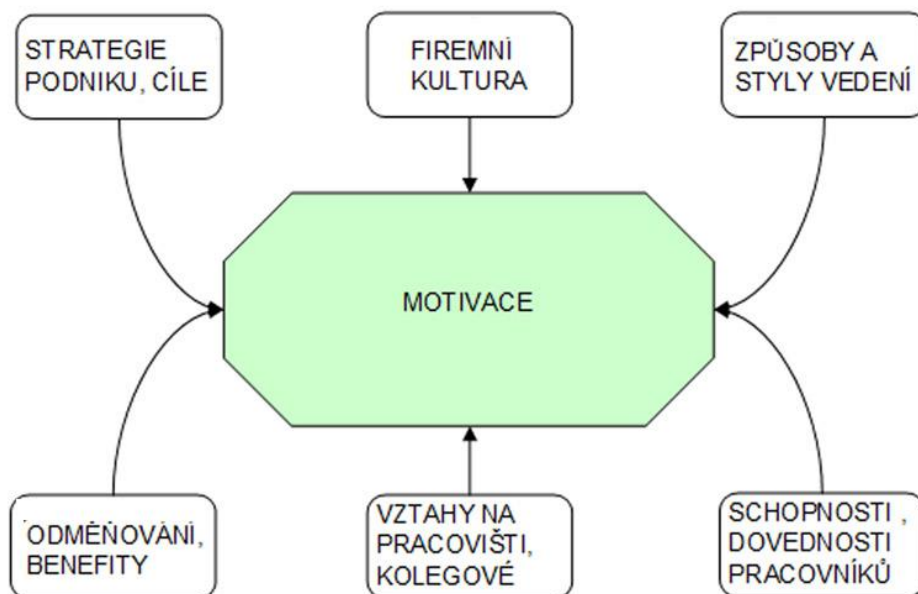 STRATEGIE
PODNIKU, CÍLE
FIREMNÍ
KULTURA
ZPŮSOBY A
STYLY VEDENÍ
MOTIVACE
ODMĚŇOVÁNÍ,
BENEFITY
VZTAHY NA
PRACOVIŠTI,
KOLEGOVÉ
SCHOPNOSTI ,
DOVEDNOSTI
PRACOVNÍKŮ